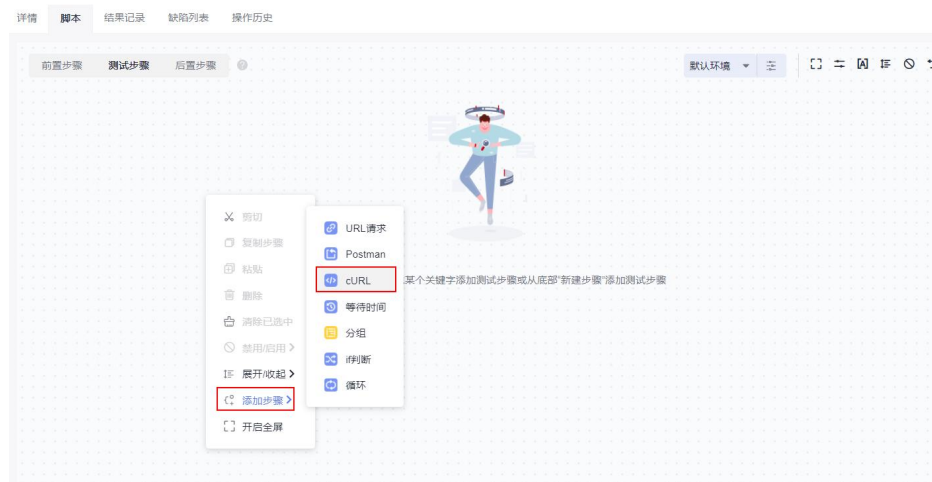 详情 脚本 结果记录 缺陷列表 操作历史
前置步骤 测试步骤 后置步骤 默认环境
剪切
复制步骤
粘贴
删除
清除已选中
禁用/启用
展开/收起
添加步骤
开启全屏
URL请求
Postman
cURL
等待时间
分组
if判断
循环
某个关键字添加测试步骤或从底部"新建步骤"添加测试步骤